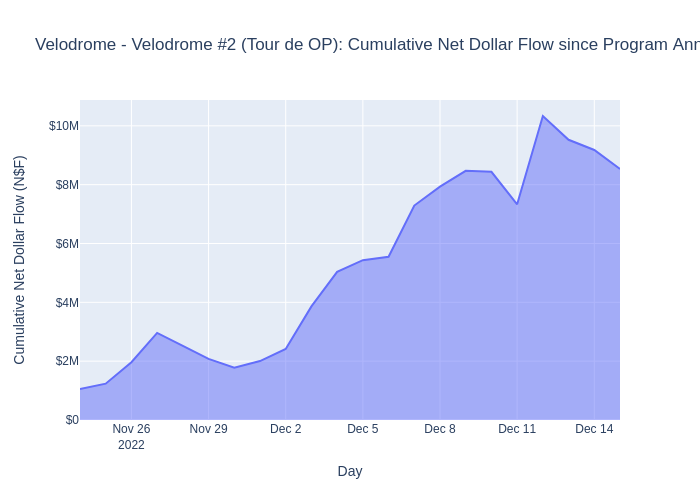 Velodrome - Velodrome #2 (Tour de OP): Cumulative Net Dollar Flow since Program Ann
Cumulative Net Dollar Flow (N$F)
$10M
$8M
$6M
$4M
$2M
$0
Nov 26 Nov 29 Dec 2 Dec 5 Dec 8 Dec 11 Dec 14
2022
Day